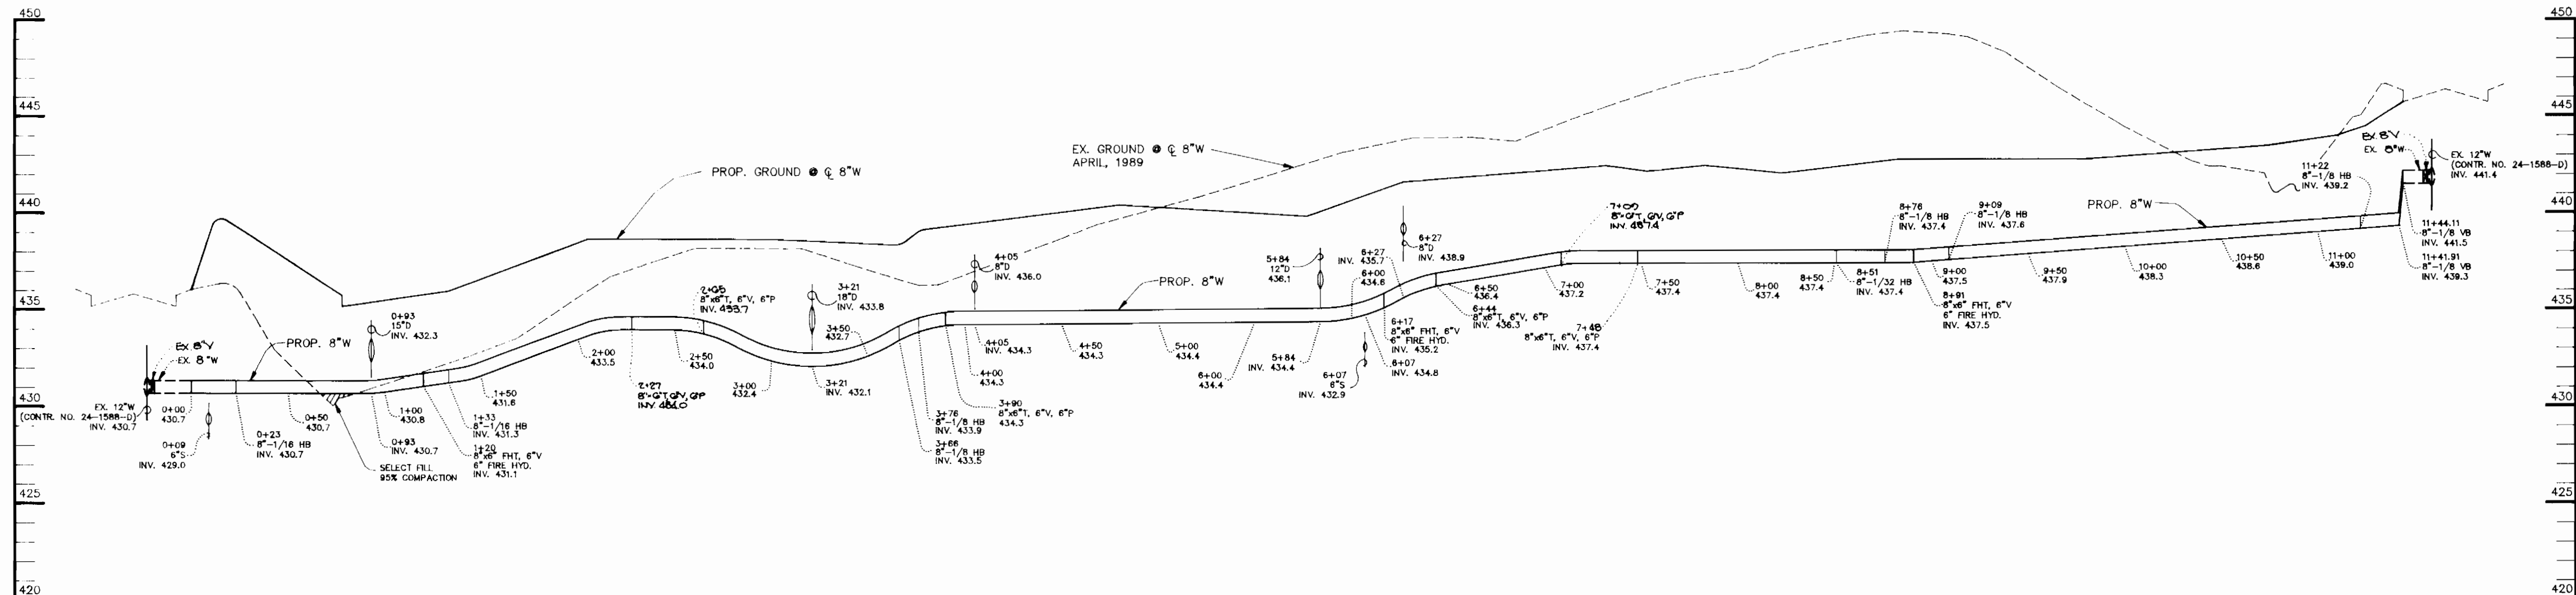 450
450
445
445
440
440
435
435
430
430
425
425
420
420
PROP. GROUND @ ℄ 8"W
EX. GROUND @ ℄ 8"W
APRIL, 1989
EX. 8"V
EX. 8"W
PROP. 8"W
EX. 12"W
(CONTR. NO. 24-1588-D)
INV. 430.7
0+00
430.7
0+09
6"S
INV. 429.0
0+23
8"-1/16 HB
INV. 430.7
0+50
430.7
SELECT FILL
95% COMPACTION
0+93
15"D
INV. 432.3
0+93
INV. 430.7
1+00
430.8
1+20
8"x6" FHT, 6"V
6" FIRE HYD.
INV. 431.1
1+33
8"-1/16 HB
INV. 431.3
1+50
431.6
2+00
433.5
2+27
INV.
2+50
434.0
8"x6"T, 6"V, 6"P
INV. 433.7
3+00
432.4
3+21
18"D
INV. 433.8
3+21
INV. 432.1
3+50
432.7
3+66
8"-1/8 HB
INV. 433.5
3+76
8"-1/8 HB
INV. 433.9
3+90
8"x6"T, 6"V, 6"P
434.3
4+00
434.3
4+05
8"D
INV. 436.0
4+05
INV. 434.3
4+50
434.3
PROP. 8"W
5+00
434.4
6+00
434.4
5+84
12"D
436.1
5+84
INV. 434.4
6+00
434.6
6+07
6"S
INV. 432.9
6+07
INV. 434.8
6+17
8"x6" FHT, 6"V
6" FIRE HYD.
INV. 435.2
6+27
INV. 435.7
6+27
8"D
INV. 438.9
6+44
8"x6"T, 6"V, 6"P
INV. 436.3
6+50
436.4
7+00
437.2
INV.
7+48
8"x6"T, 6"V, 6"P
INV. 437.4
7+50
437.4
8+00
437.4
8+50
437.4
8+51
8"-1/32 HB
INV. 437.4
8+76
8"-1/8 HB
INV. 437.4
8+91
8"x6" FHT, 6"V
6" FIRE HYD.
INV. 437.5
9+00
437.5
9+09
8"-1/8 HB
INV. 437.6
9+50
437.9
10+00
438.3
PROP. 8"W
10+50
438.6
11+00
439.0
11+22
8"-1/8 HB
INV. 439.2
11+41.91
8"-1/8 VB
INV. 439.3
11+44.11
8"-1/8 VB
INV. 441.5
EX. 8"V
EX. 8"W
EX. 12"W
(CONTR. NO. 24-1588-D)
INV. 441.4